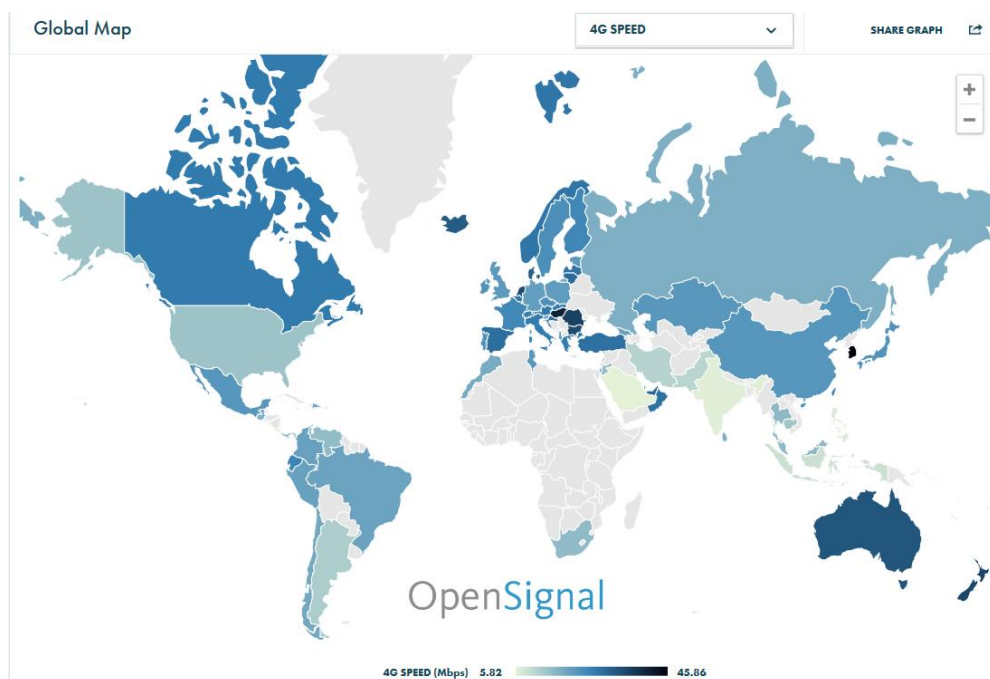 Global Map
4G SPEED
SHARE GRAPH
+
−
OpenSignal
4G SPEED (Mbps) 5.82 45.86